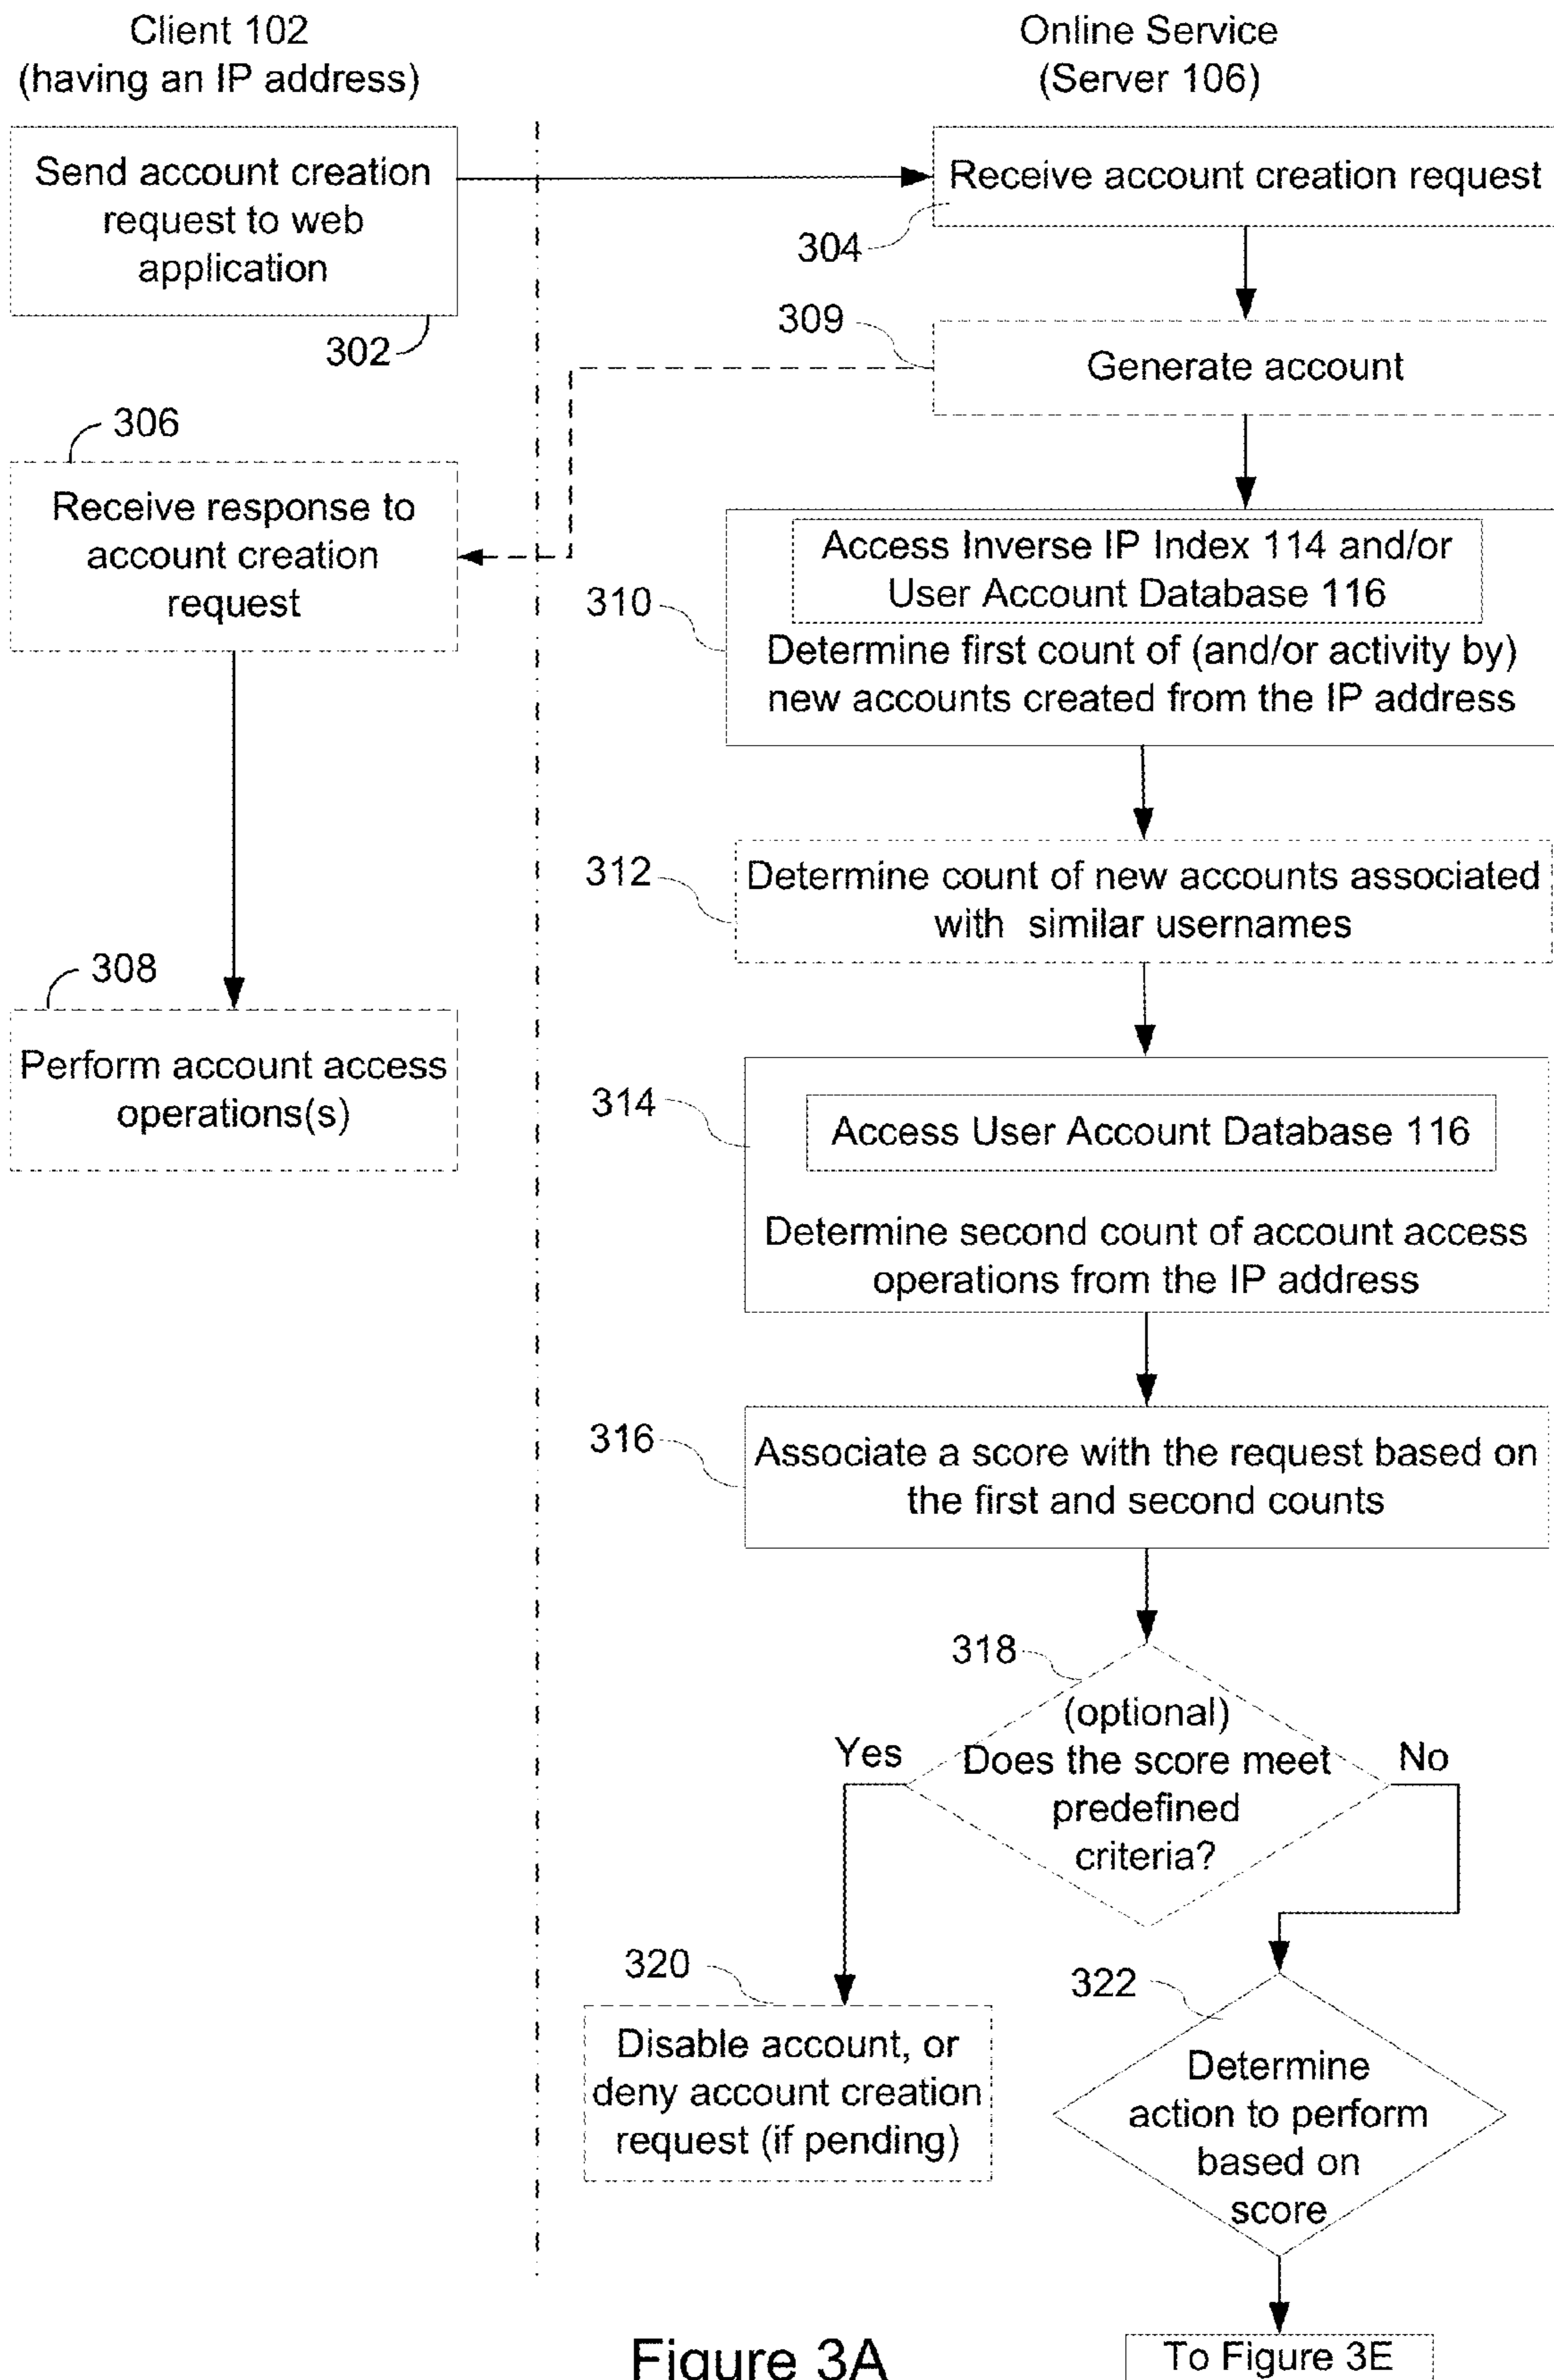 Client 102
(having an IP address)
Online Service
(Server 106)
Send account creation
request to web
application
302
Receive account creation request
304
309
Generate account
306
Receive response to
account creation
request
310
Access Inverse IP Index 114 and/or
User Account Database 116
Determine first count of (and/or activity by)
new accounts created from the IP address
312
Determine count of new accounts associated
with similar usernames
308
Perform account access
operations(s)
314
Access User Account Database 116
Determine second count of account access
operations from the IP address
316
Associate a score with the request based on
the first and second counts
318
(optional)
Does the score meet
predefined
criteria?
Yes
No
320
Disable account, or
deny account creation
request (if pending)
322
Determine
action to perform
based on
score
Figure 3A
To Figure 3E